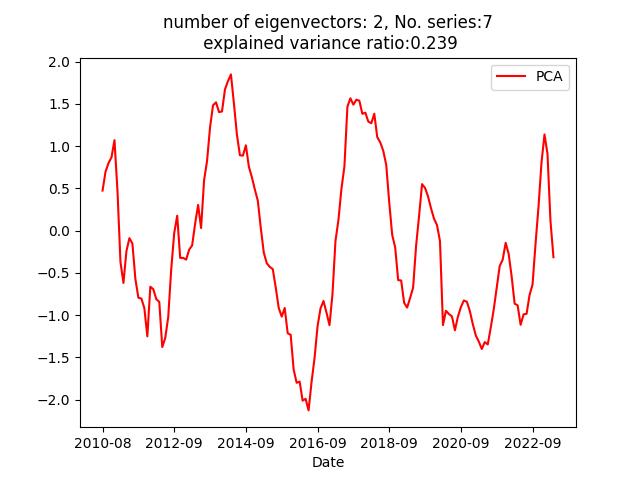 number of eigenvectors: 2, No. series:7
explained variance ratio:0.239
PCA
2.0
1.5
1.0
0.5
0.0
−0.5
−1.0
−1.5
−2.0
2010-08 2012-09 2014-09 2016-09 2018-09 2020-09 2022-09
Date